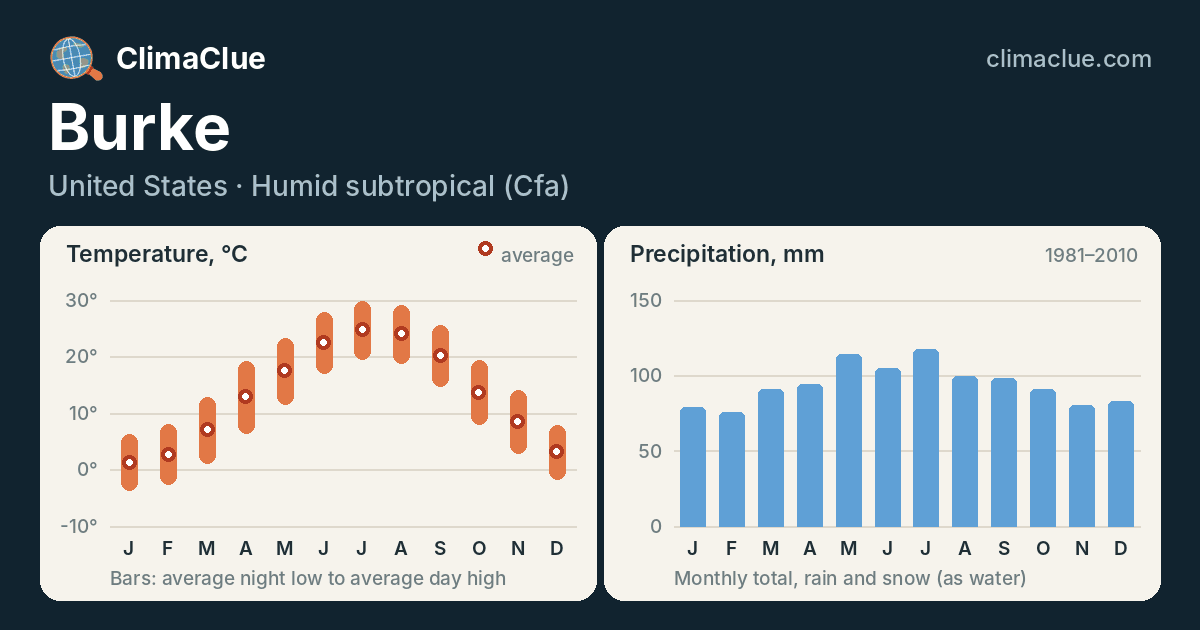 ClimaClue
climaclue.com
Burke
United States · Humid subtropical (Cfa)
Temperature, °C
average
30°
20°
10°
0°
-10°
J F M A M J J A S O N D
Bars: average night low to average day high
Precipitation, mm
1981–2010
150
100
50
0
J F M A M J J A S O N D
Monthly total, rain and snow (as water)